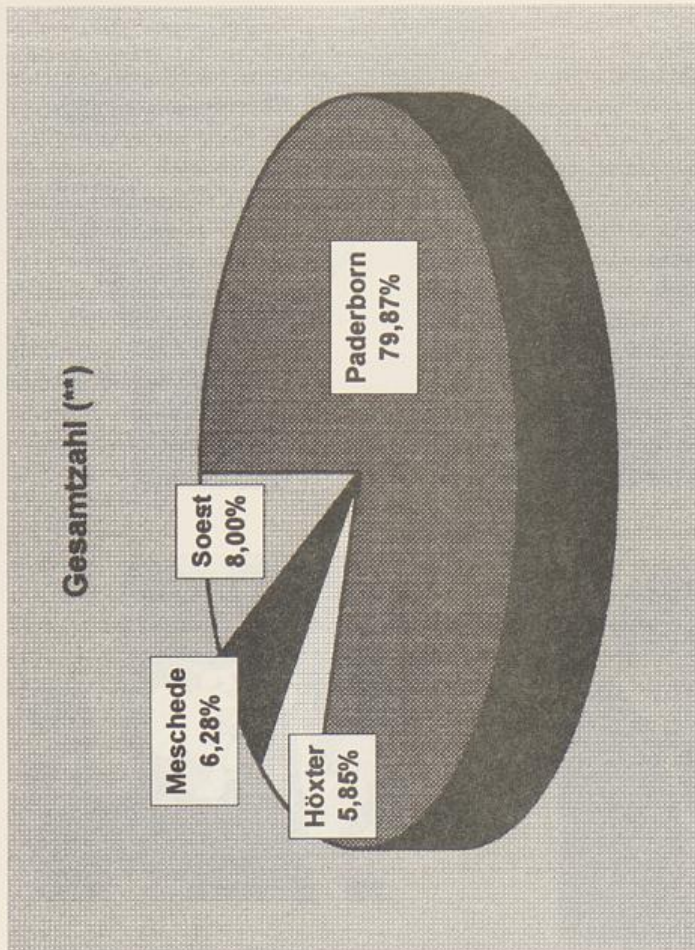 Gesamtzahl (**)
Soest
8,00%
Meschede
6,28%
Höxter
5,85%
Paderborn
79,87%